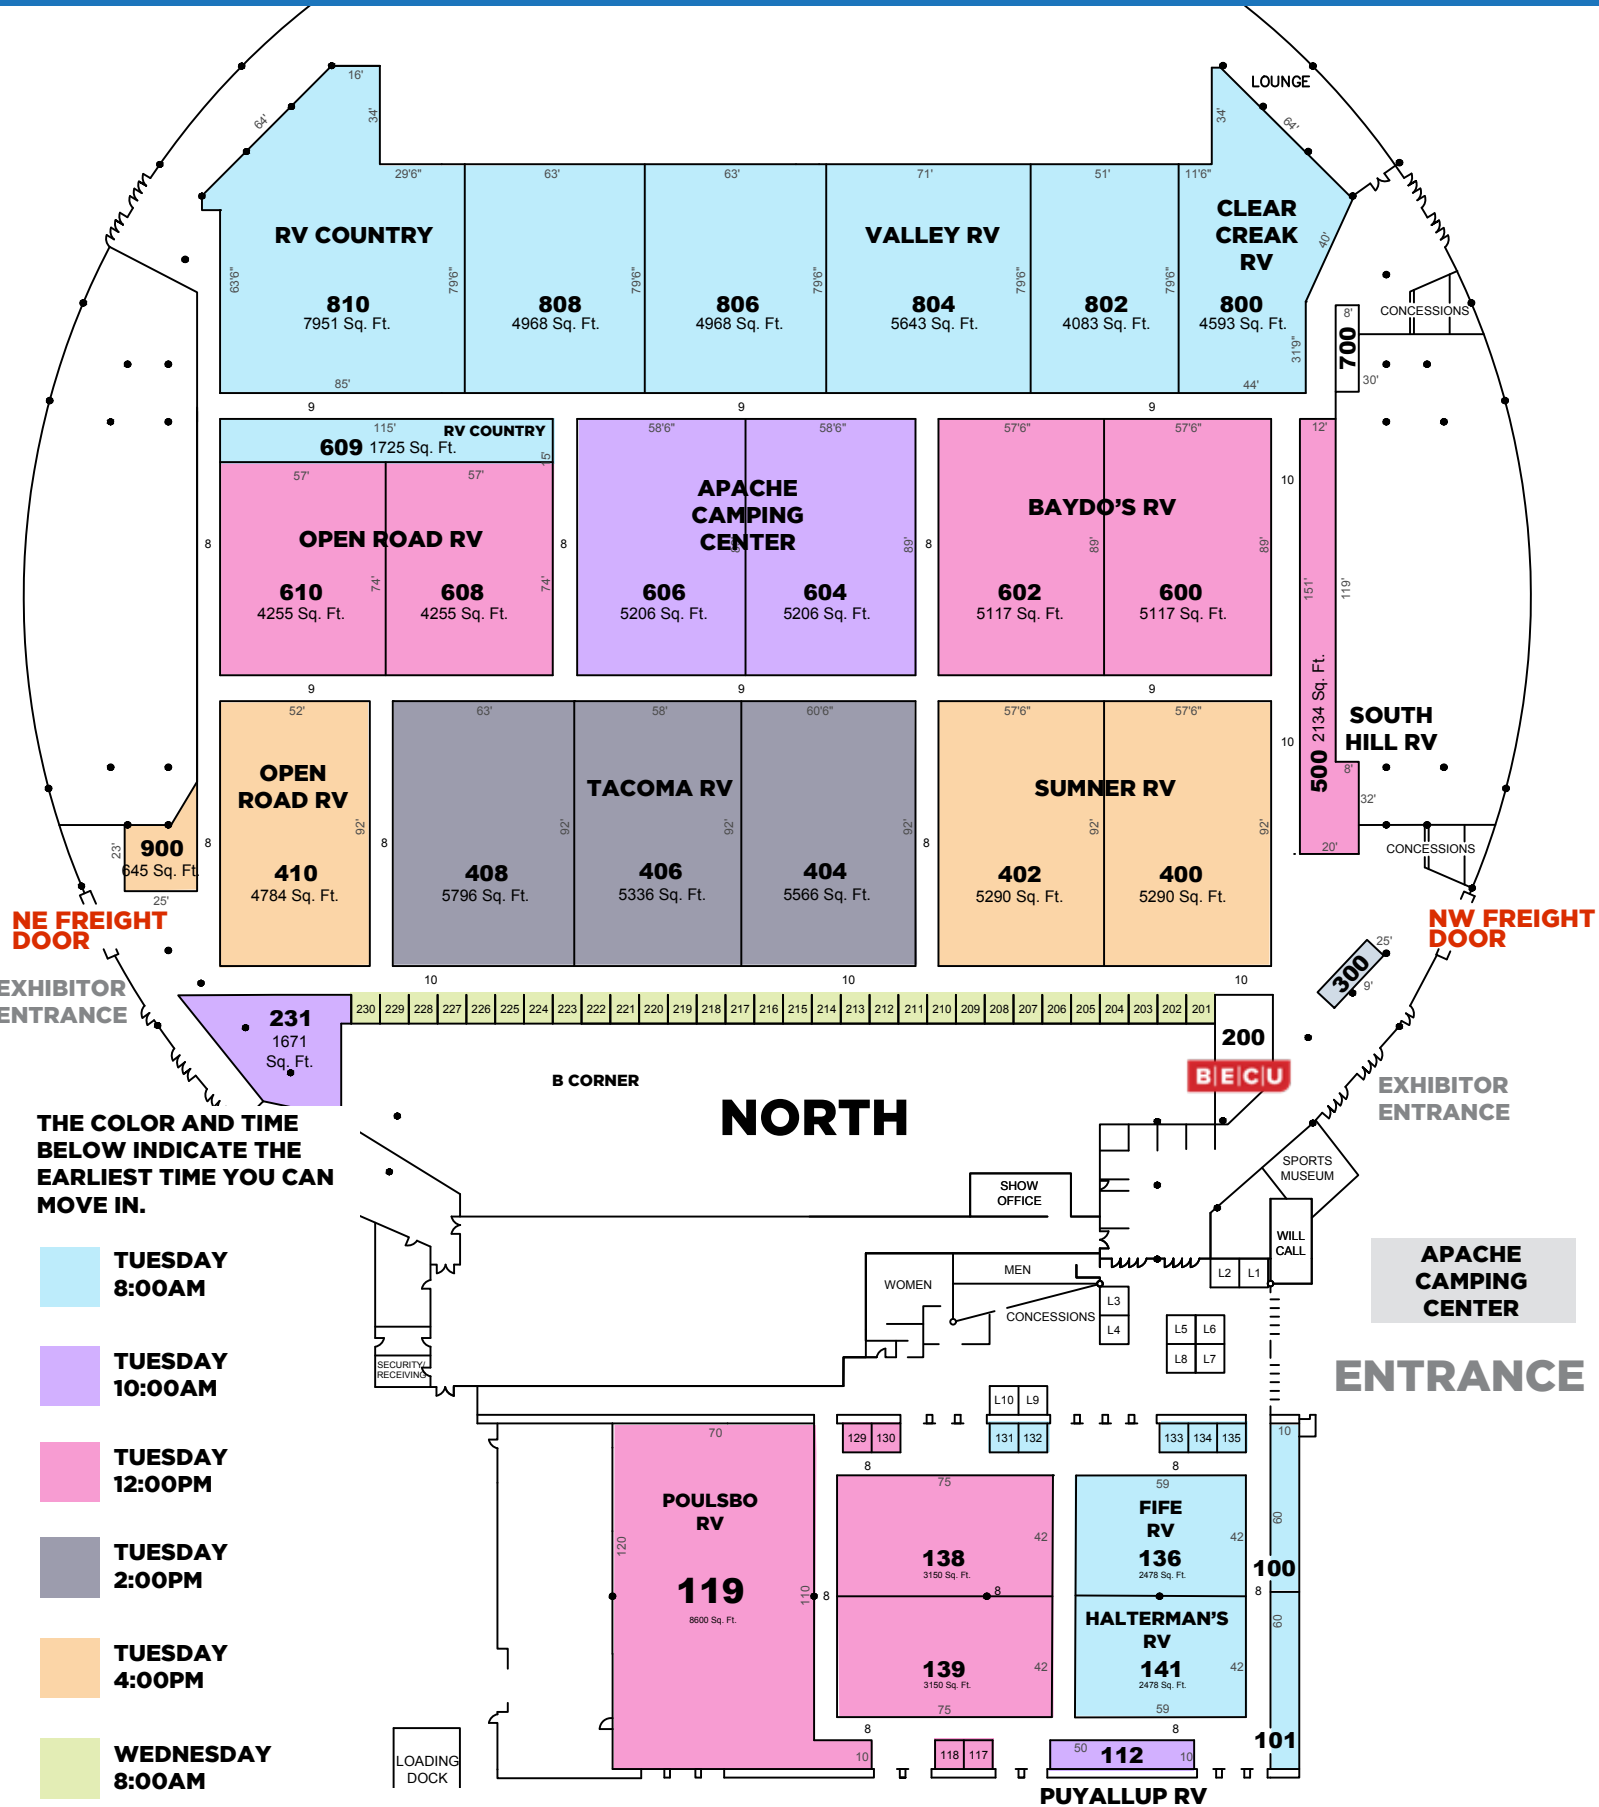 LOUNGE
16'
64'
34'
34'
64'
29'6"
63'
63'
71'
51'
11'6"
RV COUNTRY
VALLEY RV
CLEAR
CREAK
RV
40'
63'6"
79'6"
79'6"
79'6"
79'6"
79'6"
810
7951 Sq. Ft.
808
4968 Sq. Ft.
806
4968 Sq. Ft.
804
5643 Sq. Ft.
802
4083 Sq. Ft.
800
4593 Sq. Ft.
31'9"
85'
44'
8'
700
30'
CONCESSIONS
9
9
9
115'
RV COUNTRY
609 1725 Sq. Ft.
15'
58'6"
58'6"
57'6"
57'6"
12'
57'
57'
10
APACHE
CAMPING
CENTER
BAYDO'S RV
OPEN ROAD RV
8
8
89'
8
89'
89'
74'
74'
151'
119'
610
4255 Sq. Ft.
608
4255 Sq. Ft.
606
5206 Sq. Ft.
604
5206 Sq. Ft.
602
5117 Sq. Ft.
600
5117 Sq. Ft.
9
9
9
52'
63'
58'
60'6"
57'6"
57'6"
500 2134 Sq. Ft.
SOUTH
HILL RV
10
8'
32'
20'
CONCESSIONS
OPEN
ROAD RV
TACOMA RV
SUMNER RV
92'
92'
92'
92'
92'
92'
23'
900
645 Sq. Ft.
25'
8
8
8
410
4784 Sq. Ft.
408
5796 Sq. Ft.
406
5336 Sq. Ft.
404
5566 Sq. Ft.
402
5290 Sq. Ft.
400
5290 Sq. Ft.
NE FREIGHT
DOOR
NW FREIGHT
DOOR
25'
300
9'
EXHIBITOR
ENTRANCE
10
10
10
231
1671
Sq. Ft.
230 229 228 227 226 225 224 223 222 221 220 219 218 217 216 215 214 213 212 211 210 209 208 207 206 205 204 203 202 201
200
BECU
B CORNER
NORTH
EXHIBITOR
ENTRANCE
THE COLOR AND TIME
BELOW INDICATE THE
EARLIEST TIME YOU CAN
MOVE IN.
TUESDAY
8:00AM
TUESDAY
10:00AM
TUESDAY
12:00PM
TUESDAY
2:00PM
TUESDAY
4:00PM
WEDNESDAY
8:00AM
SPORTS
MUSEUM
SHOW
OFFICE
WILL
CALL
WOMEN
MEN
CONCESSIONS
L2 L1
L3
L4
L5 L6
L8 L7
L10 L9
APACHE
CAMPING
CENTER
ENTRANCE
SECURITY/
RECEIVING
70
129 130
131 132
133 134 135
10
8
8
75
59
POULSBO
RV
120
119
8600 Sq. Ft.
110
42
138
3150 Sq. Ft.
FIFE
RV
42
136
2478 Sq. Ft.
60
100
8
8
8
60
HALTERMAN'S
RV
139
3150 Sq. Ft.
42
75
141
2478 Sq. Ft.
42
59
8
8
101
10
118 117
50
112
10
PUYALLUP RV
LOADING
DOCK